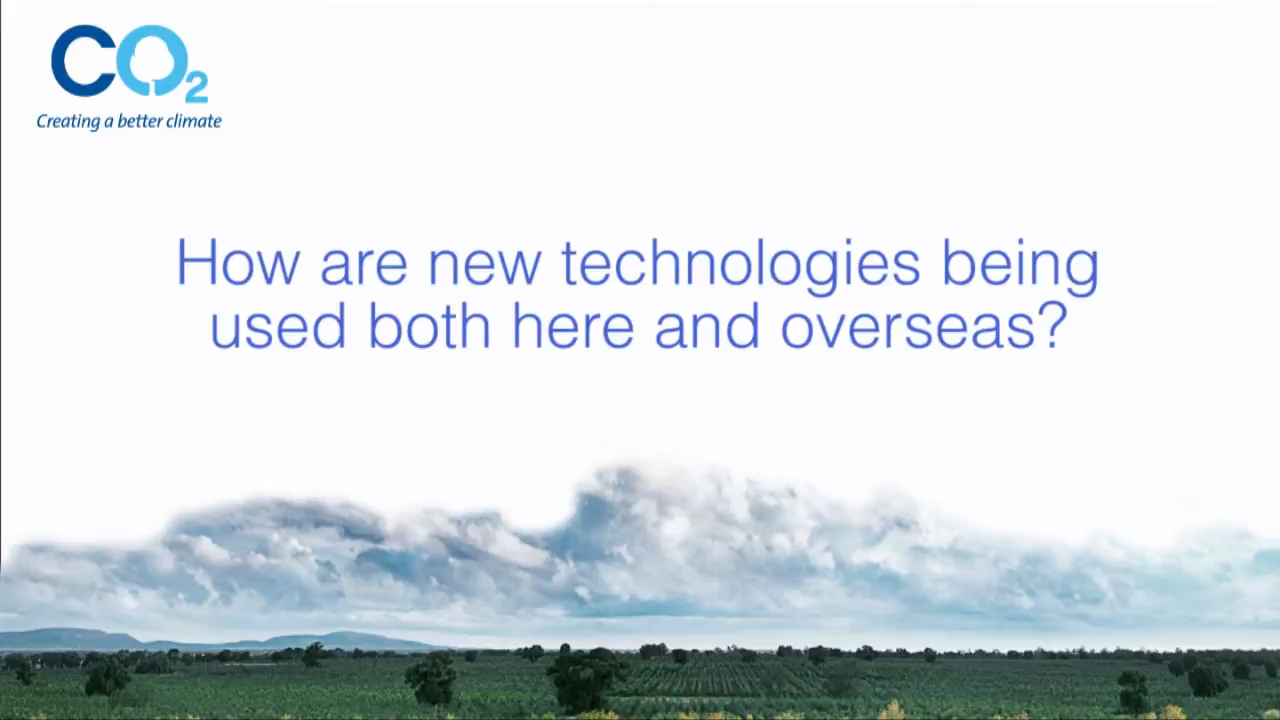 CO2
Creating a better climate
How are new technologies being
used both here and overseas?